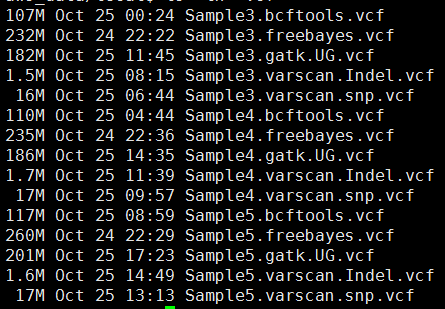 107M Oct 25 00:24 Sample3.bcftools.vcf
232M Oct 24 22:22 Sample3.freebayes.vcf
182M Oct 25 11:45 Sample3.gatk.UG.vcf
1.5M Oct 25 08:15 Sample3.varscan.Indel.vcf
16M Oct 25 06:44 Sample3.varscan.snp.vcf
110M Oct 25 04:44 Sample4.bcftools.vcf
235M Oct 24 22:36 Sample4.freebayes.vcf
186M Oct 25 14:35 Sample4.gatk.UG.vcf
1.7M Oct 25 11:39 Sample4.varscan.Indel.vcf
17M Oct 25 09:57 Sample4.varscan.snp.vcf
117M Oct 25 08:59 Sample5.bcftools.vcf
260M Oct 24 22:29 Sample5.freebayes.vcf
201M Oct 25 17:23 Sample5.gatk.UG.vcf
1.6M Oct 25 14:49 Sample5.varscan.Indel.vcf
17M Oct 25 13:13 Sample5.varscan.snp.vcf